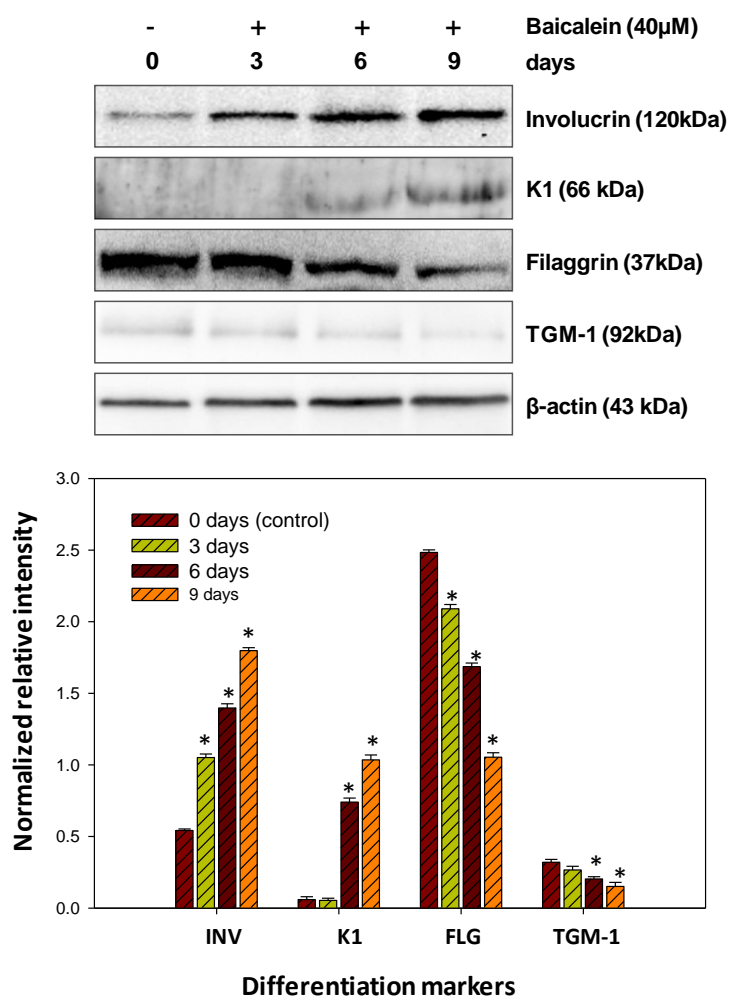 - + + + Baicalein (40µM)
0 3 6 9 days
Involucrin (120kDa)
K1 (66 kDa)
Filaggrin (37kDa)
TGM-1 (92kDa)
β-actin (43 kDa)
3.0
2.5
2.0
1.5
1.0
0.5
0.0
Normalized relative intensity
0 days (control)
3 days
6 days
9 days
* * *
* *
* * *
* *
INV K1 FLG TGM-1
Differentiation markers